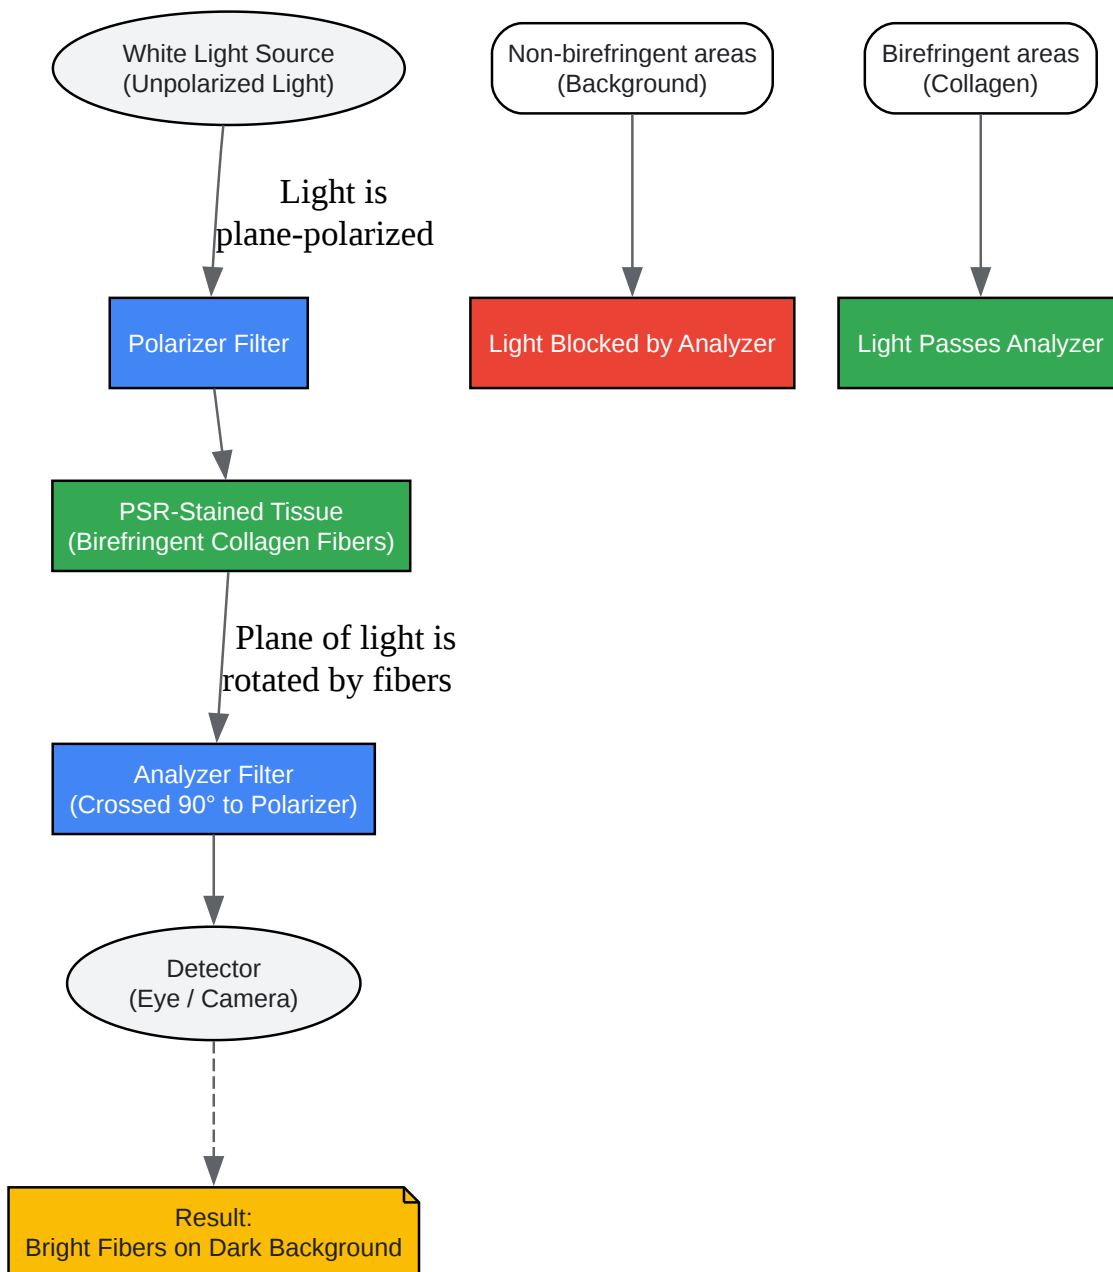 White Light Source
(Unpolarized Light)
Non-birefringent areas
(Background)
Birefringent areas
(Collagen)
Light is
plane-polarized
Polarizer Filter
Light Blocked by Analyzer
Light Passes Analyzer
PSR-Stained Tissue
(Birefringent Collagen Fibers)
Plane of light is
rotated by fibers
Analyzer Filter
(Crossed 90° to Polarizer)
Detector
(Eye / Camera)
Result:
Bright Fibers on Dark Background